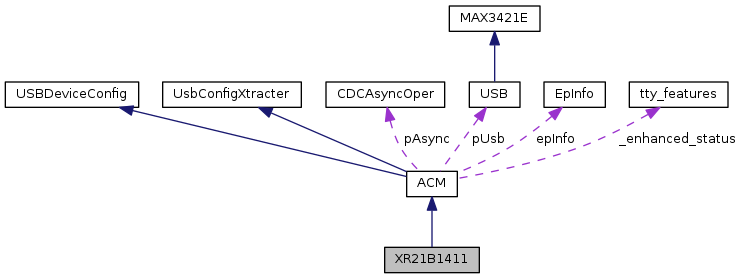 MAX3421E
USBDeviceConfig
UsbConfigXtracter
CDCAsyncOper
USB
EpInfo
tty_features
pAsync
pUsb
epInfo
_enhanced_status
ACM
XR21B1411